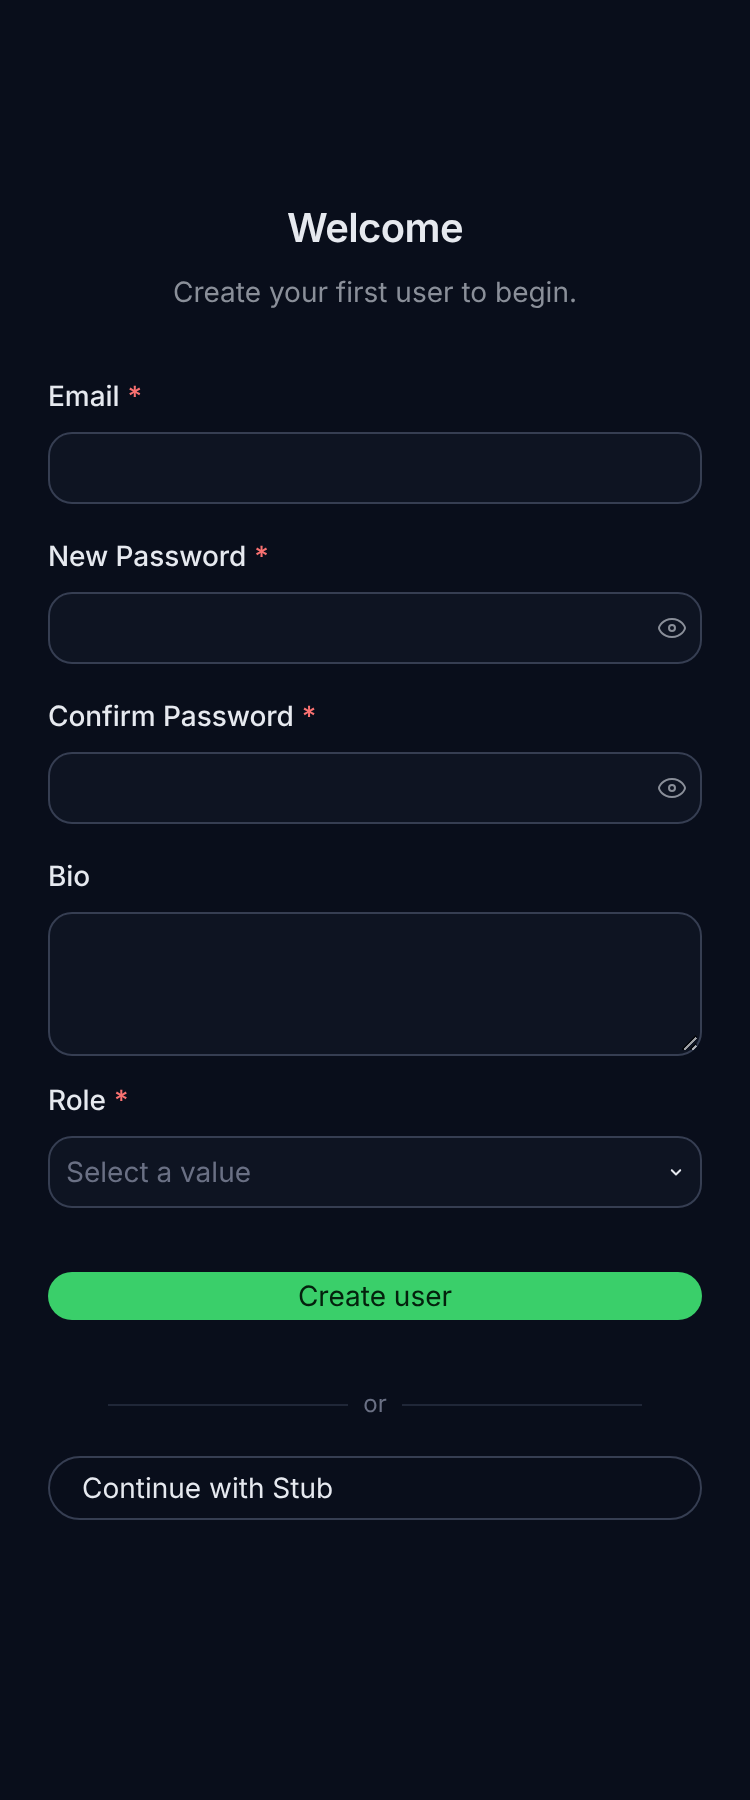 Welcome
Create your first user to begin.
Email *
New Password *
Confirm Password *
Bio
Role *
Select a value
Create user
or
Continue with Stub